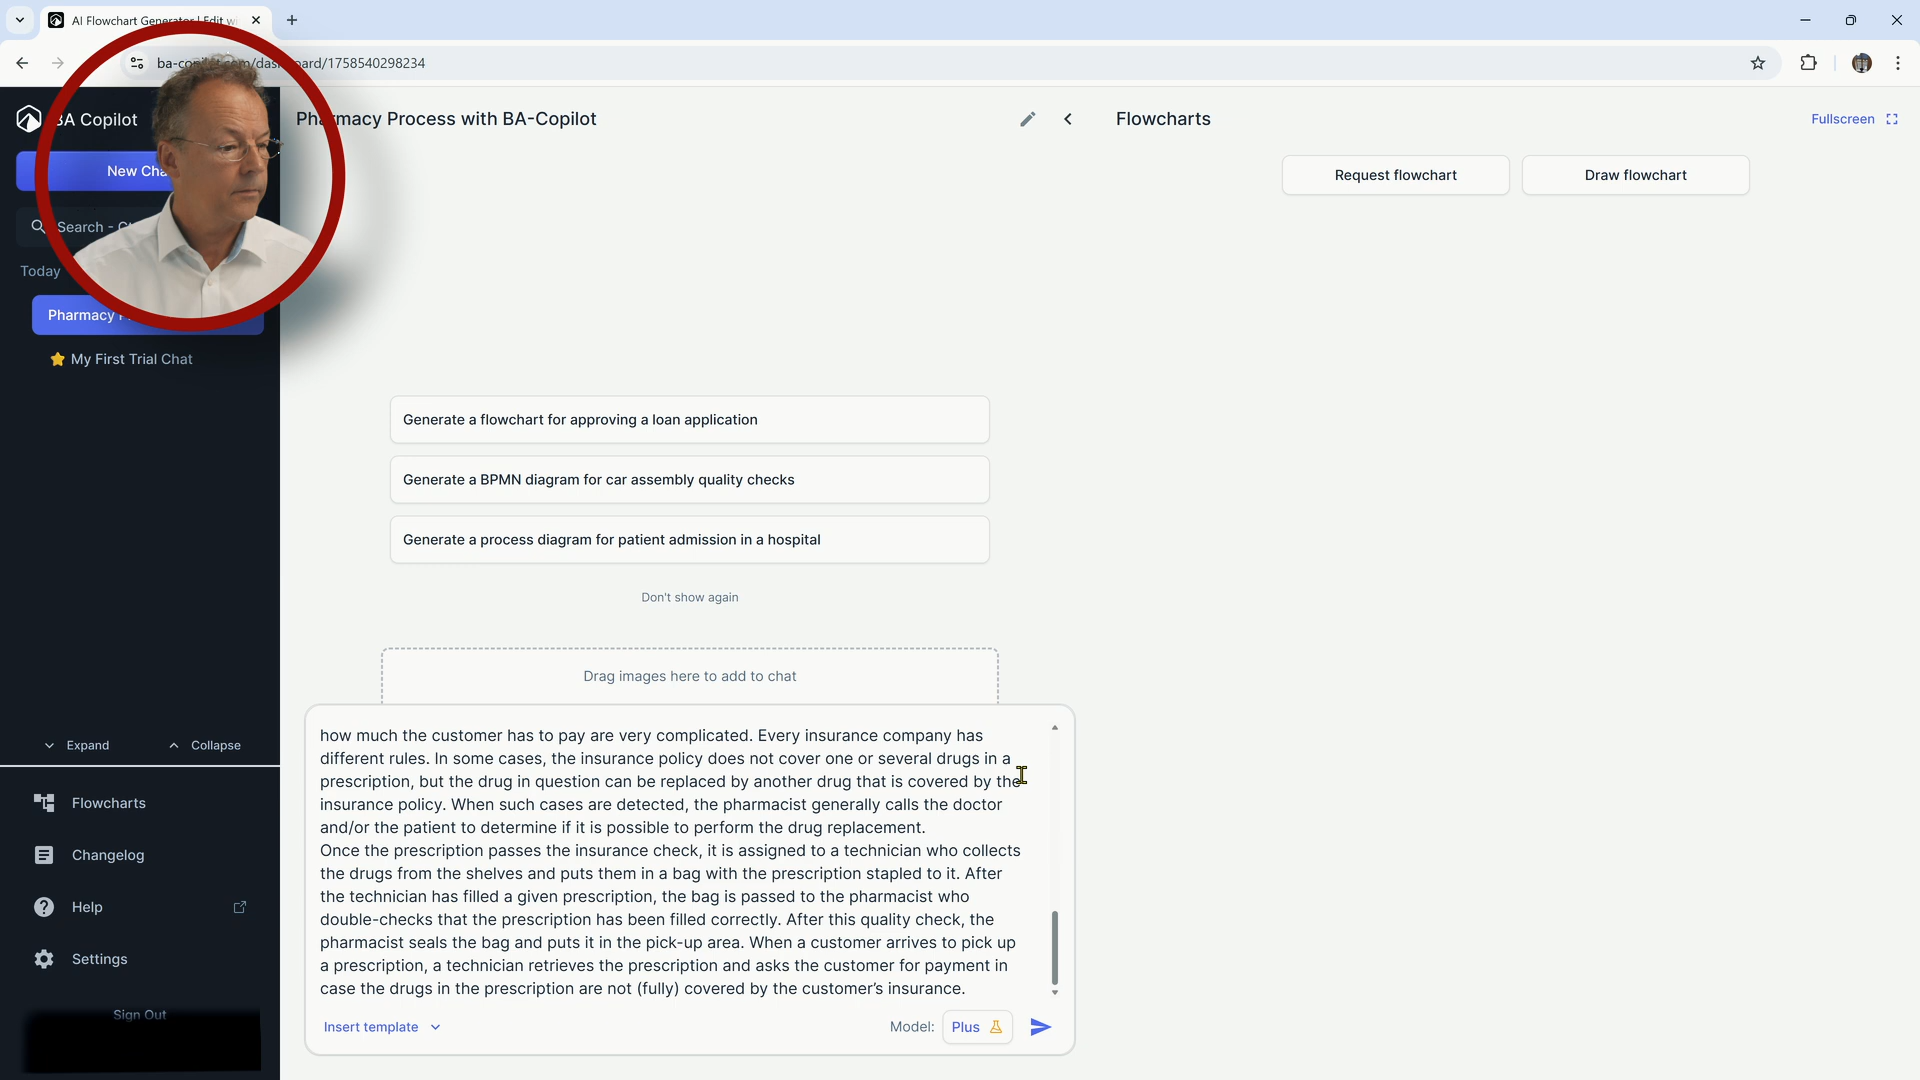 AI Flowchart Generator | Edit w
ba-copilot.com/dashboard/1758540298234
BA Copilot
New Cha
Search - Ct
Today
Pharmacy P
My First Trial Chat
Expand
Collapse
Flowcharts
Changelog
Help
Settings
Sign Out
Pharmacy Process with BA-Copilot
Generate a flowchart for approving a loan application
Generate a BPMN diagram for car assembly quality checks
Generate a process diagram for patient admission in a hospital
Don't show again
Drag images here to add to chat
how much the customer has to pay are very complicated. Every insurance company has
different rules. In some cases, the insurance policy does not cover one or several drugs in a
prescription, but the drug in question can be replaced by another drug that is covered by the
insurance policy. When such cases are detected, the pharmacist generally calls the doctor
and/or the patient to determine if it is possible to perform the drug replacement.
Once the prescription passes the insurance check, it is assigned to a technician who collects
the drugs from the shelves and puts them in a bag with the prescription stapled to it. After
the technician has filled a given prescription, the bag is passed to the pharmacist who
double-checks that the prescription has been filled correctly. After this quality check, the
pharmacist seals the bag and puts it in the pick-up area. When a customer arrives to pick up
a prescription, a technician retrieves the prescription and asks the customer for payment in
case the drugs in the prescription are not (fully) covered by the customer's insurance.
Insert template
Model:
Plus
Flowcharts
Fullscreen
Request flowchart
Draw flowchart